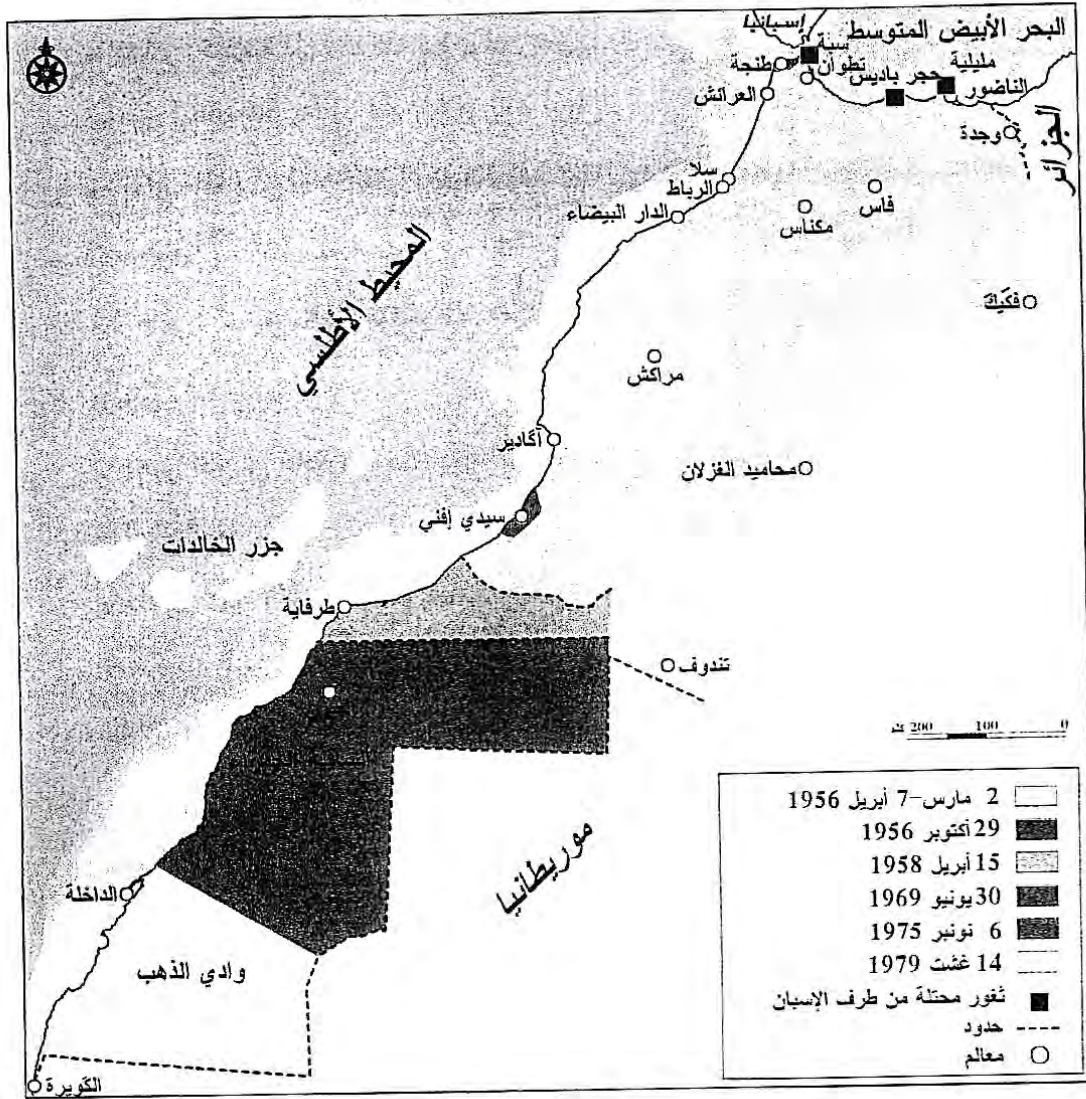 إسبانيا
البحر الأبيض المتوسط
سبتة
طنجة
تطوان
مليلية
حجر باديس
الناضور
العرائش
الجزائر
وجدة
سلا
الرباط
فاس
الدار البيضاء
مكناس
المحيط الأطلسي
فكيك
مراكش
أكادير
محاميد الغزلان
سيدي إفني
جزر الخالدات
طرفاية
تندوف
0 100 200 كلم
موريطانيا
الداخلة
وادي الذهب
الكويرة
2 مارس-7 أبريل 1956
29 أكتوبر 1956
15 أبريل 1958
30 يونيو 1969
6 نونبر 1975
14 غشت 1979
ثغور محتلة من طرف الإسبان
حدود
معالم